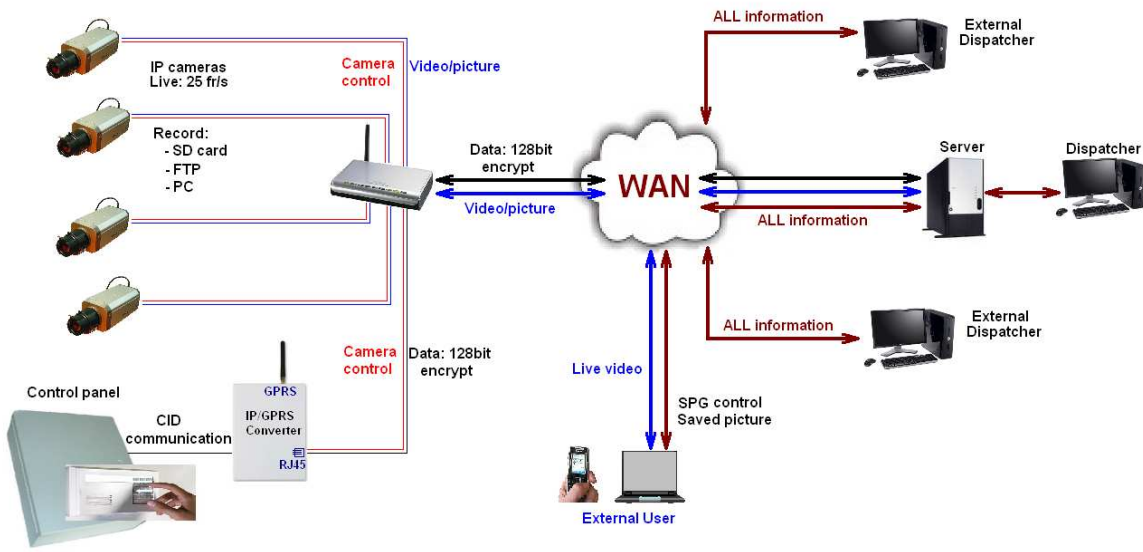 IP cameras
Live: 25 fr/s
Record:
- SD card
- FTP
- PC
Camera
control
Video/picture
Data: 128bit
encrypt
Video/picture
WAN
ALL information
External
Dispatcher
Server
Dispatcher
ALL information
ALL information
External
Dispatcher
Live video
SPG control
Saved picture
External User
Camera
control
Data: 128bit
encrypt
Control panel
CID
communication
GPRS
IP/GPRS
Converter
RJ45